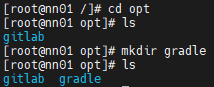 [root@nn01 /]# cd opt
[root@nn01 opt]# ls
gitlab
[root@nn01 opt]# mkdir gradle
[root@nn01 opt]# ls
gitlab  gradle